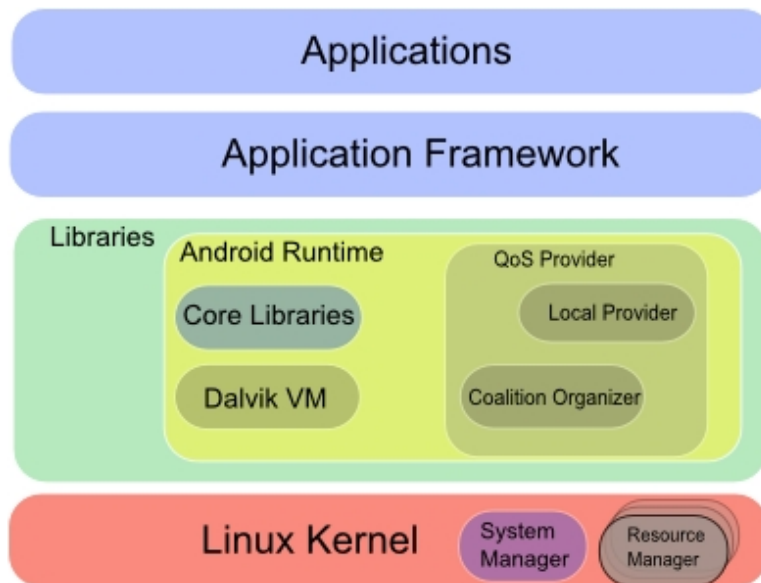 Applications
Application Framework
Libraries
Android Runtime
QoS Provider
Core Libraries
Local Provider
Dalvik VM
Coalition Organizer
Linux Kernel
System
Manager
Resource
Manager